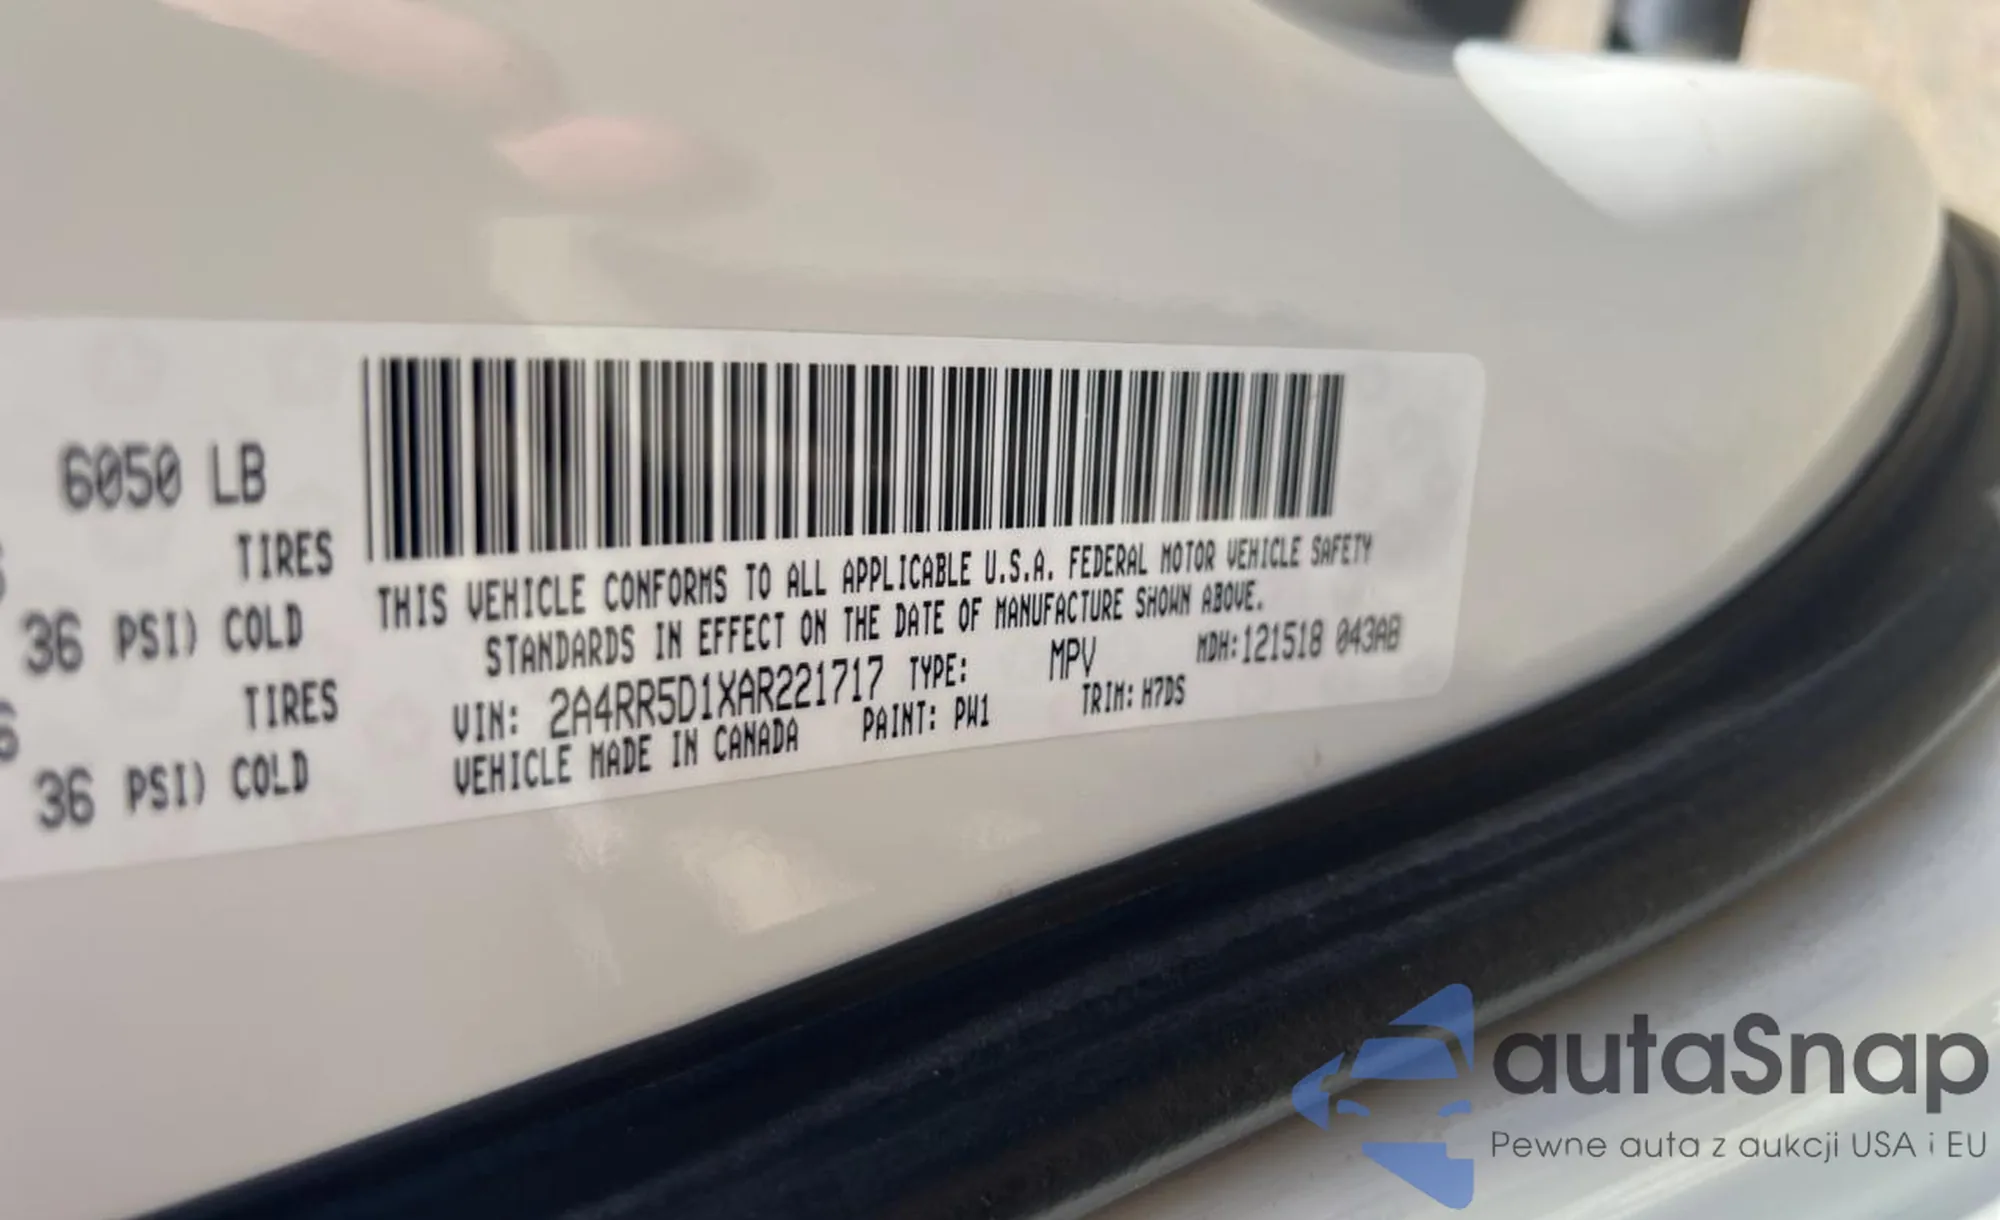 6050 LB
TIRES
36 PSI) COLD
TIRES
36 PSI) COLD
THIS VEHICLE CONFORMS TO ALL APPLICABLE U.S.A. FEDERAL MOTOR VEHICLE SAFETY
STANDARDS IN EFFECT ON THE DATE OF MANUFACTURE SHOWN ABOVE.
VIN: 2A4RR5D1XAR221717 TYPE: MPV MDH:121518 043AB
VEHICLE MADE IN CANADA PAINT: PW1 TRIM: H7DS
autaSnap
Pewne auta z aukcji USA i EU